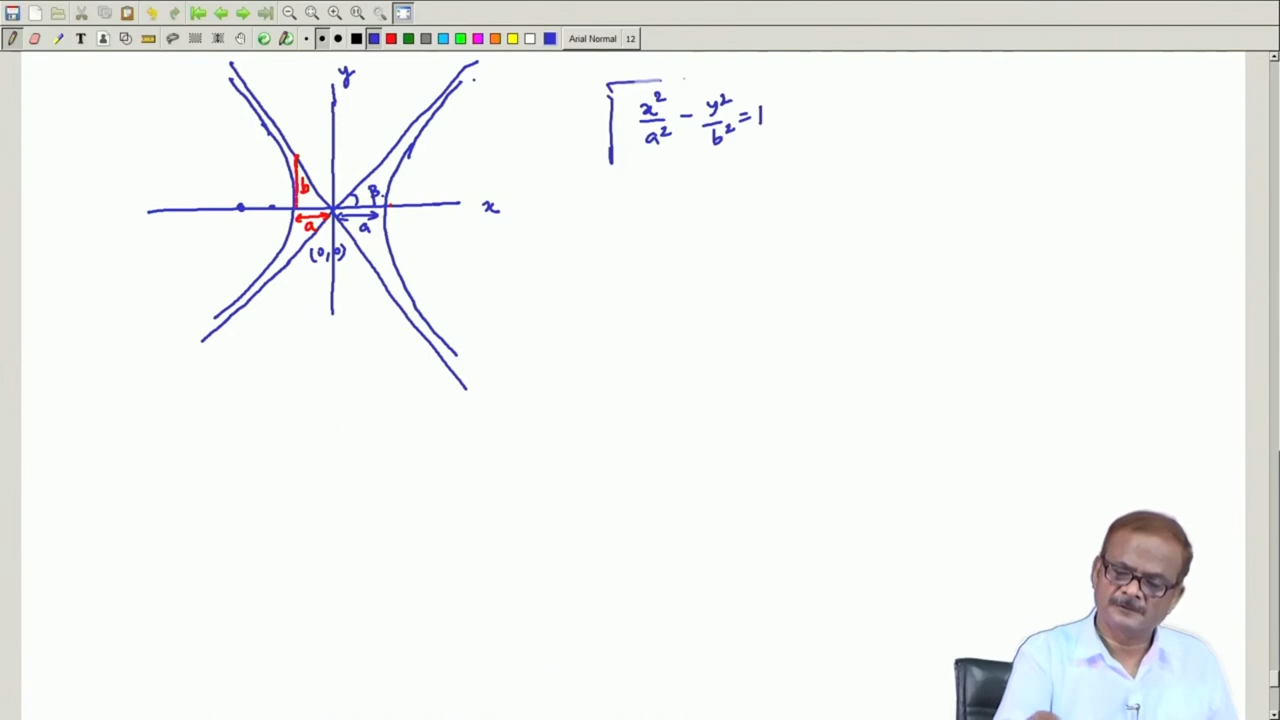 Arial Normal 12
y
x²/a² - y²/b² = 1
b
β
x
a
a
(0,0)